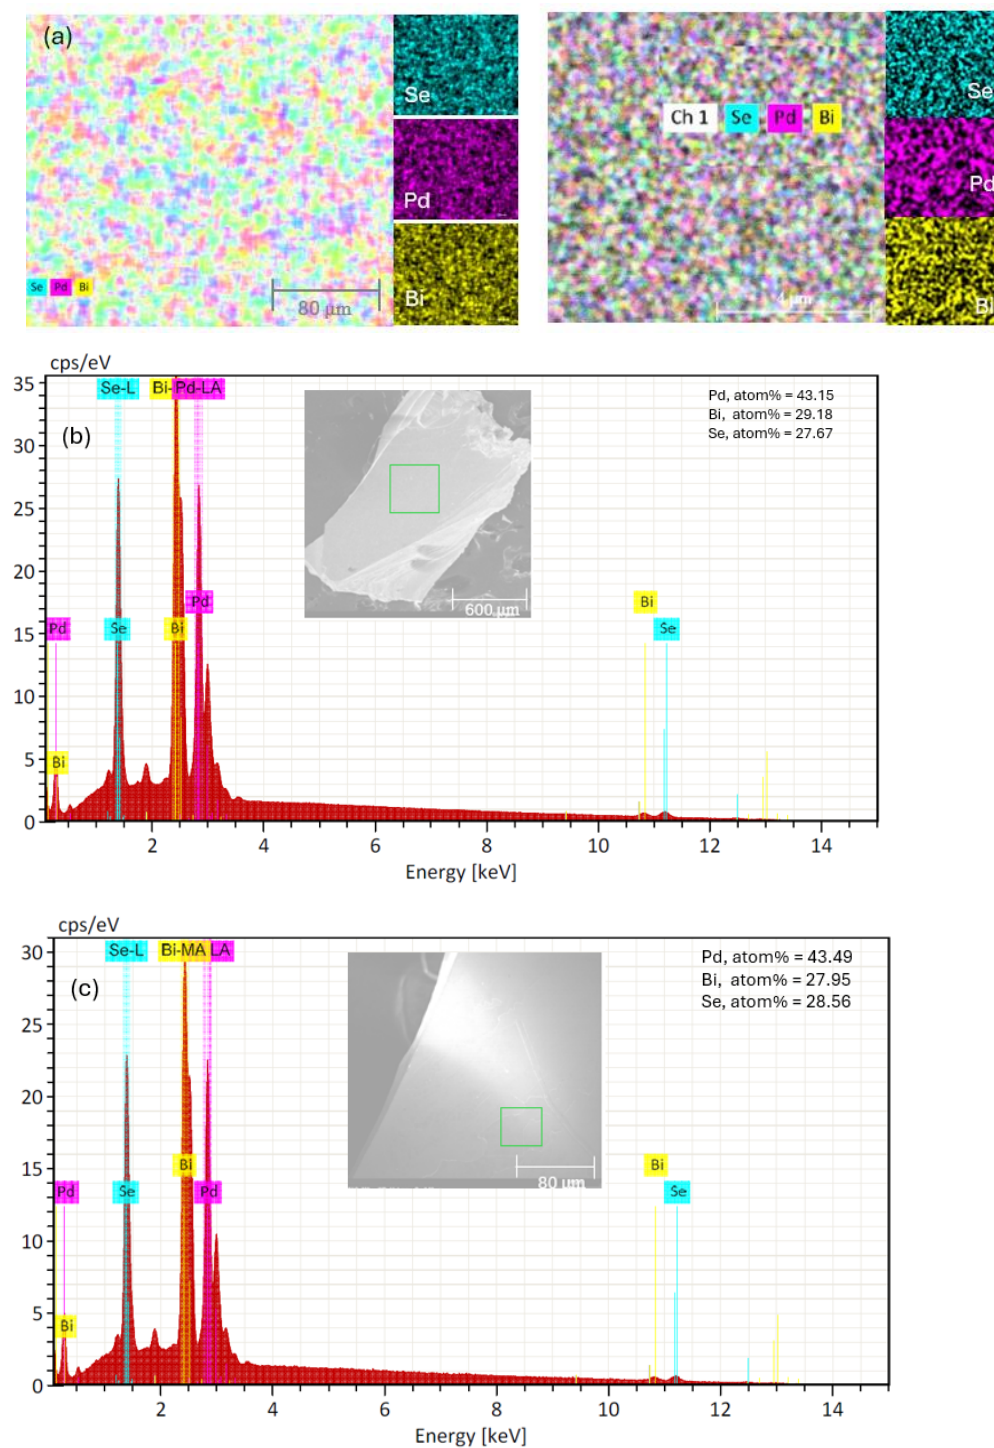 (a)
Se
Pd
Bi
Se Pd Bi
80 μm
Ch 1 Se Pd Bi
4 μm
Se
Pd
Bi
cps/eV
Se-L Bi- Pd-LA
(b)
Pd, atom% = 43.15
Bi, atom% = 29.18
Se, atom% = 27.67
600 μm
Pd Se Bi Pd Bi Se
Bi
35
30
25
20
15
10
5
0
2 4 6 8 10 12 14
Energy [keV]
cps/eV
Se-L Bi-MA LA
(c)
Pd, atom% = 43.49
Bi, atom% = 27.95
Se, atom% = 28.56
80 μm
Pd Se Bi Pd Bi Se
Bi
30
25
20
15
10
5
0
2 4 6 8 10 12 14
Energy [keV]